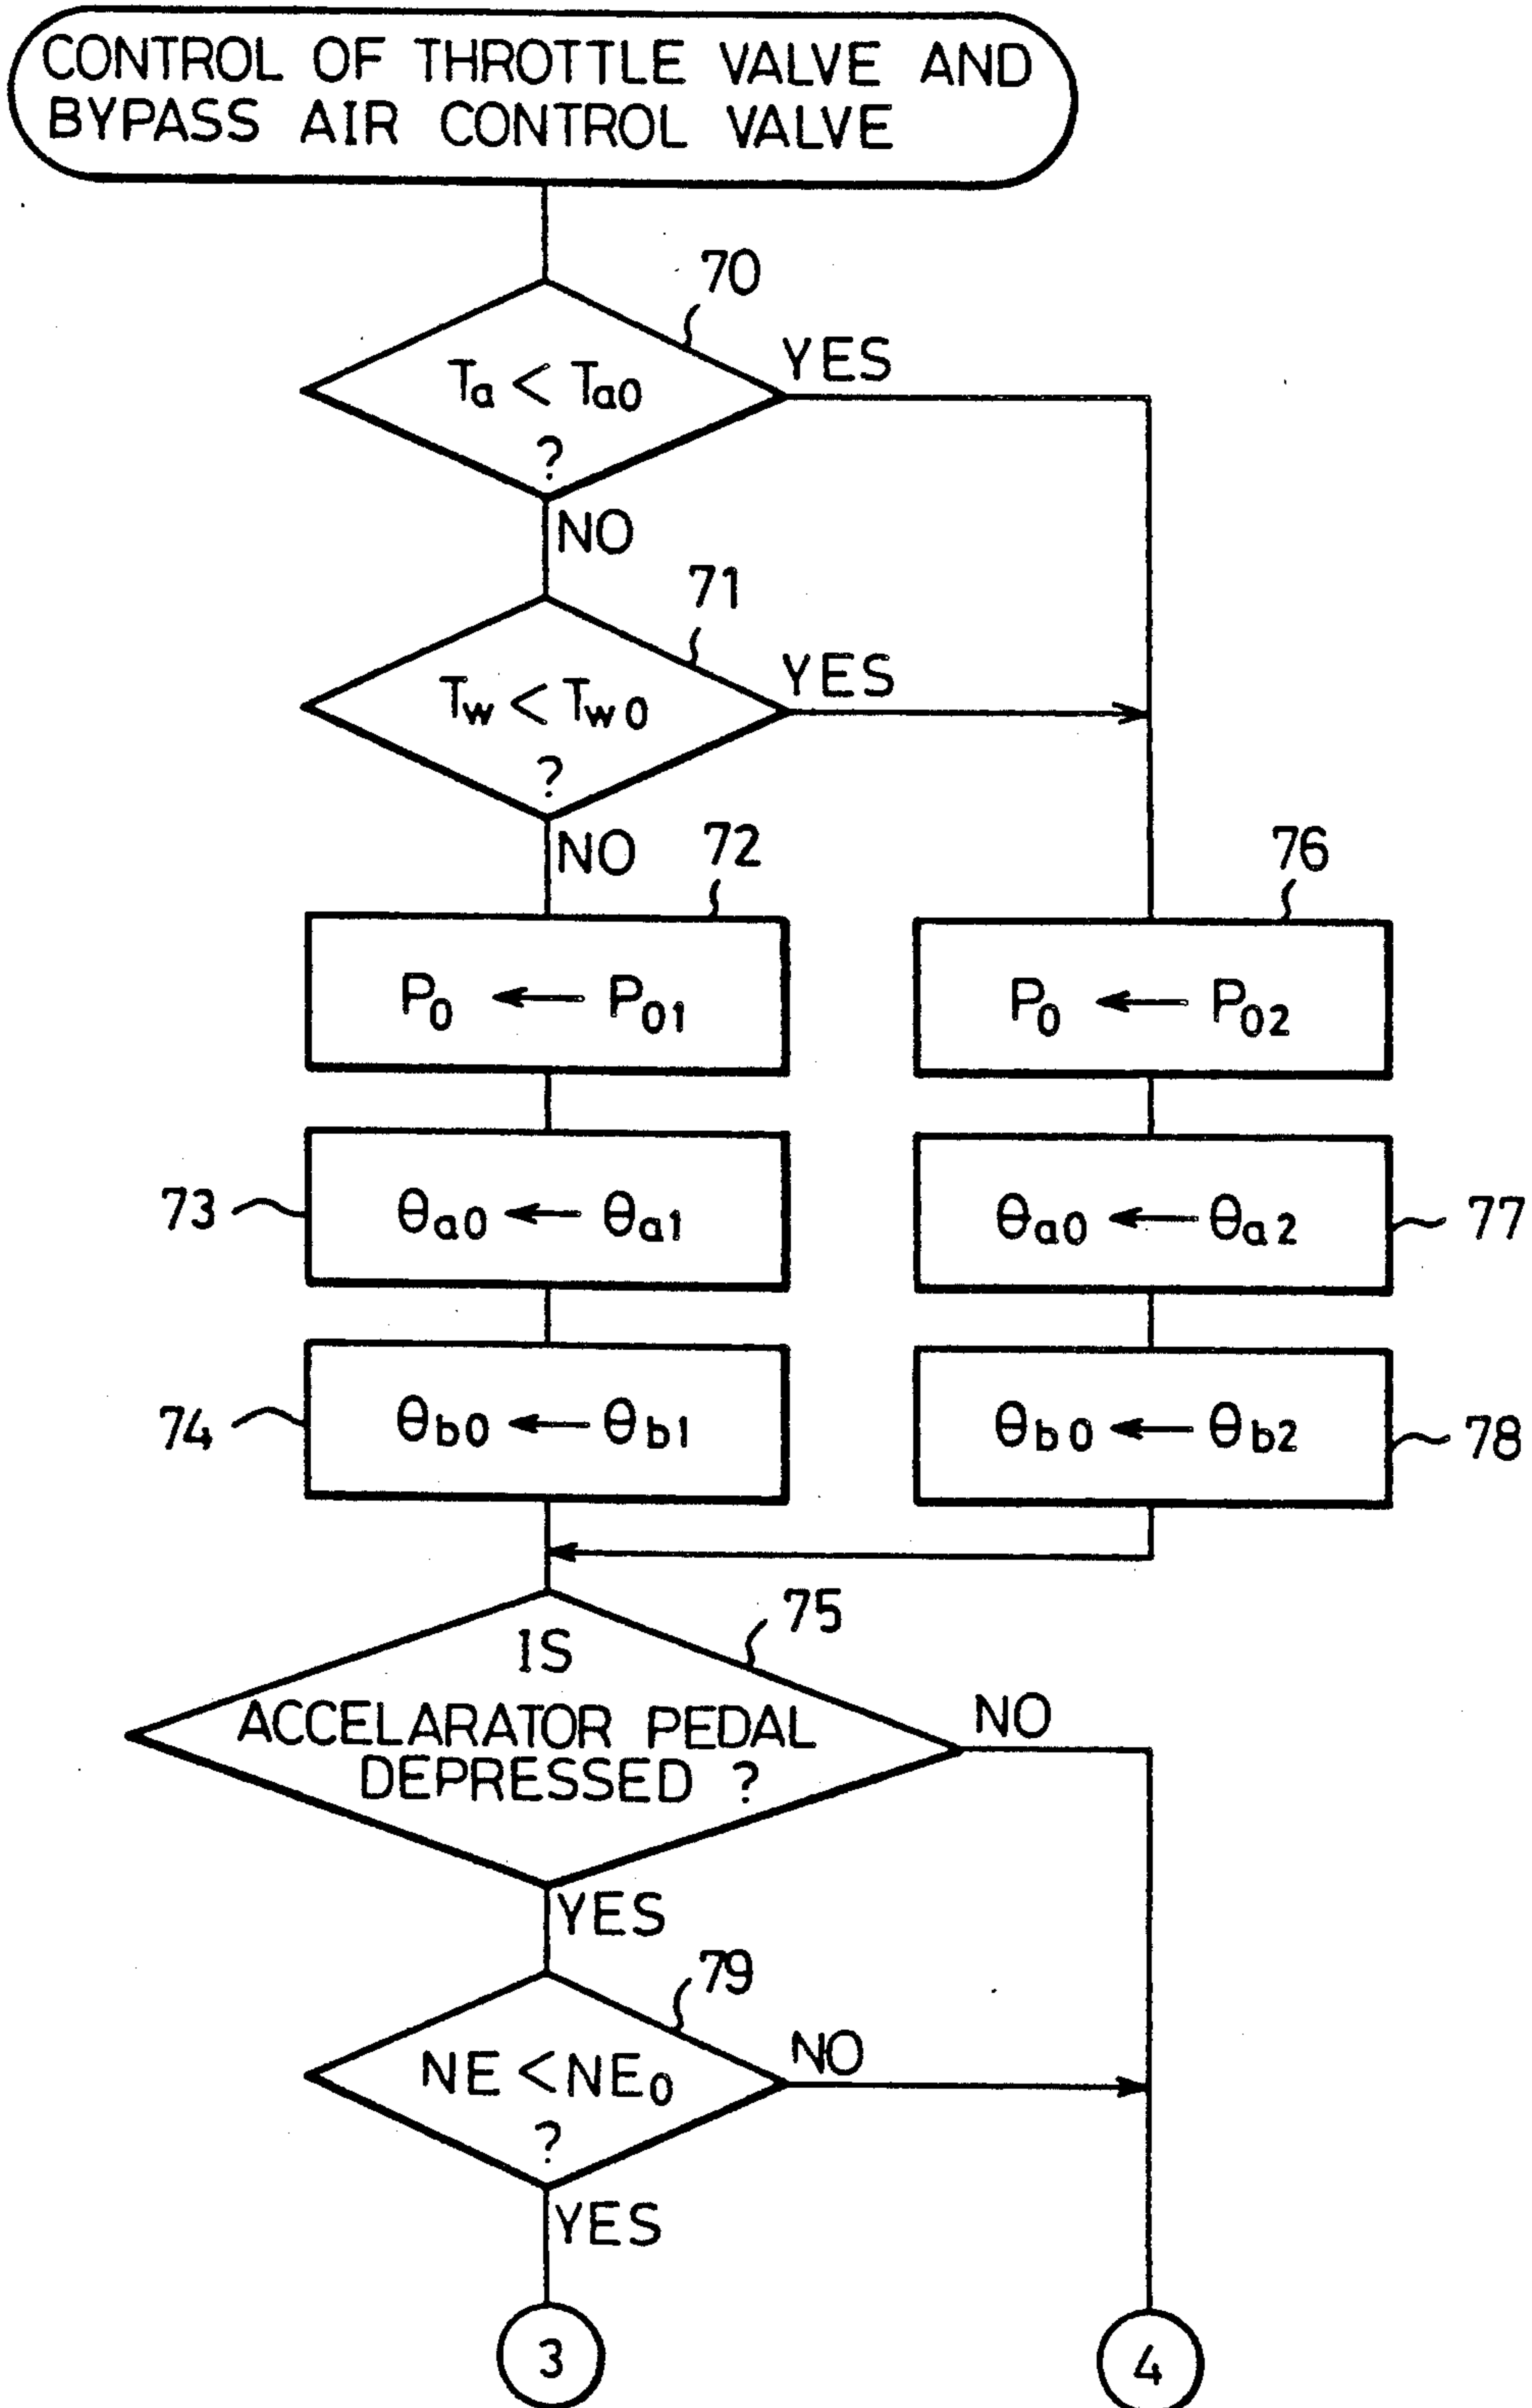 CONTROL OF THROTTLE VALVE AND
BYPASS AIR CONTROL VALVE
70
Ta < Ta0
?
YES
NO
71
Tw < Tw0
?
YES
NO
72
P0 ← P01
76
P0 ← P02
73
θa0 ← θa1
77
θa0 ← θa2
74
θb0 ← θb1
78
θb0 ← θb2
75
IS
ACCELARATOR PEDAL
DEPRESSED ?
NO
YES
79
NE < NE0
?
NO
YES
3
4